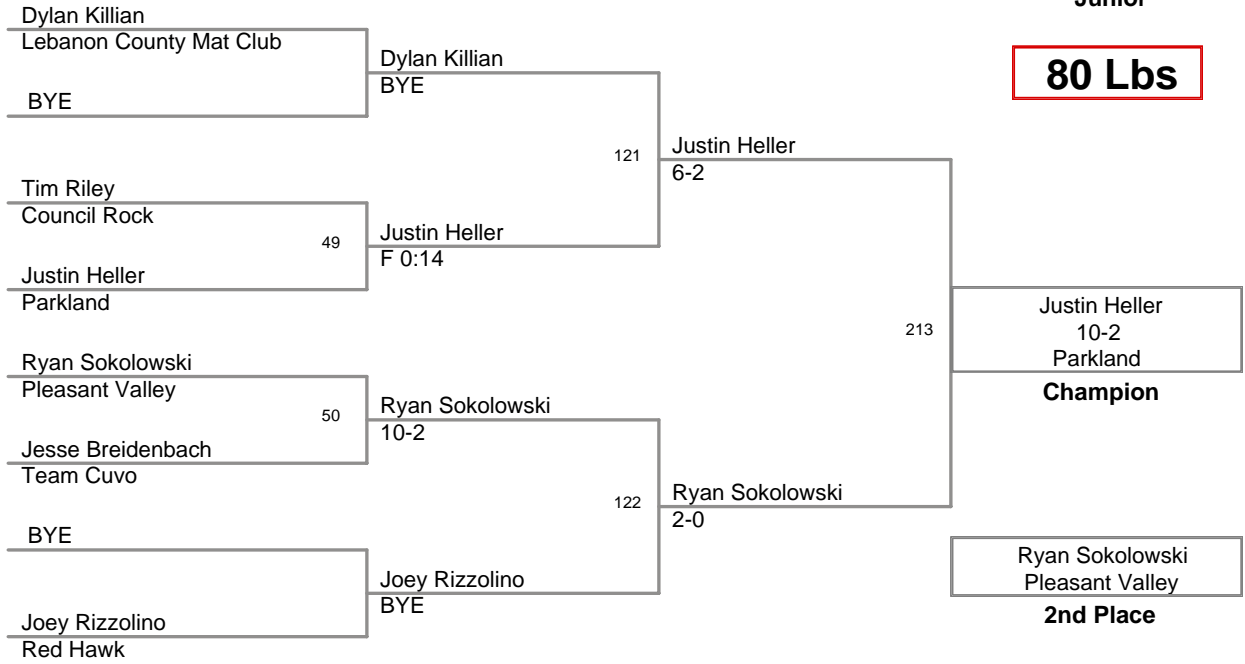 Junior
80 Lbs
Dylan Killian
Lebanon County Mat Club
BYE
Tim Riley
Council Rock
49
Justin Heller
Parkland
Ryan Sokolowski
Pleasant Valley
50
Jesse Breidenbach
Team Cuvo
BYE
Joey Rizzolino
Red Hawk
Dylan Killian
BYE
121
Justin Heller
F 0:14
Ryan Sokolowski
10-2
122
Joey Rizzolino
BYE
Justin Heller
6-2
213
Ryan Sokolowski
2-0
Justin Heller
10-2
Parkland
Champion
Ryan Sokolowski
Pleasant Valley
2nd Place